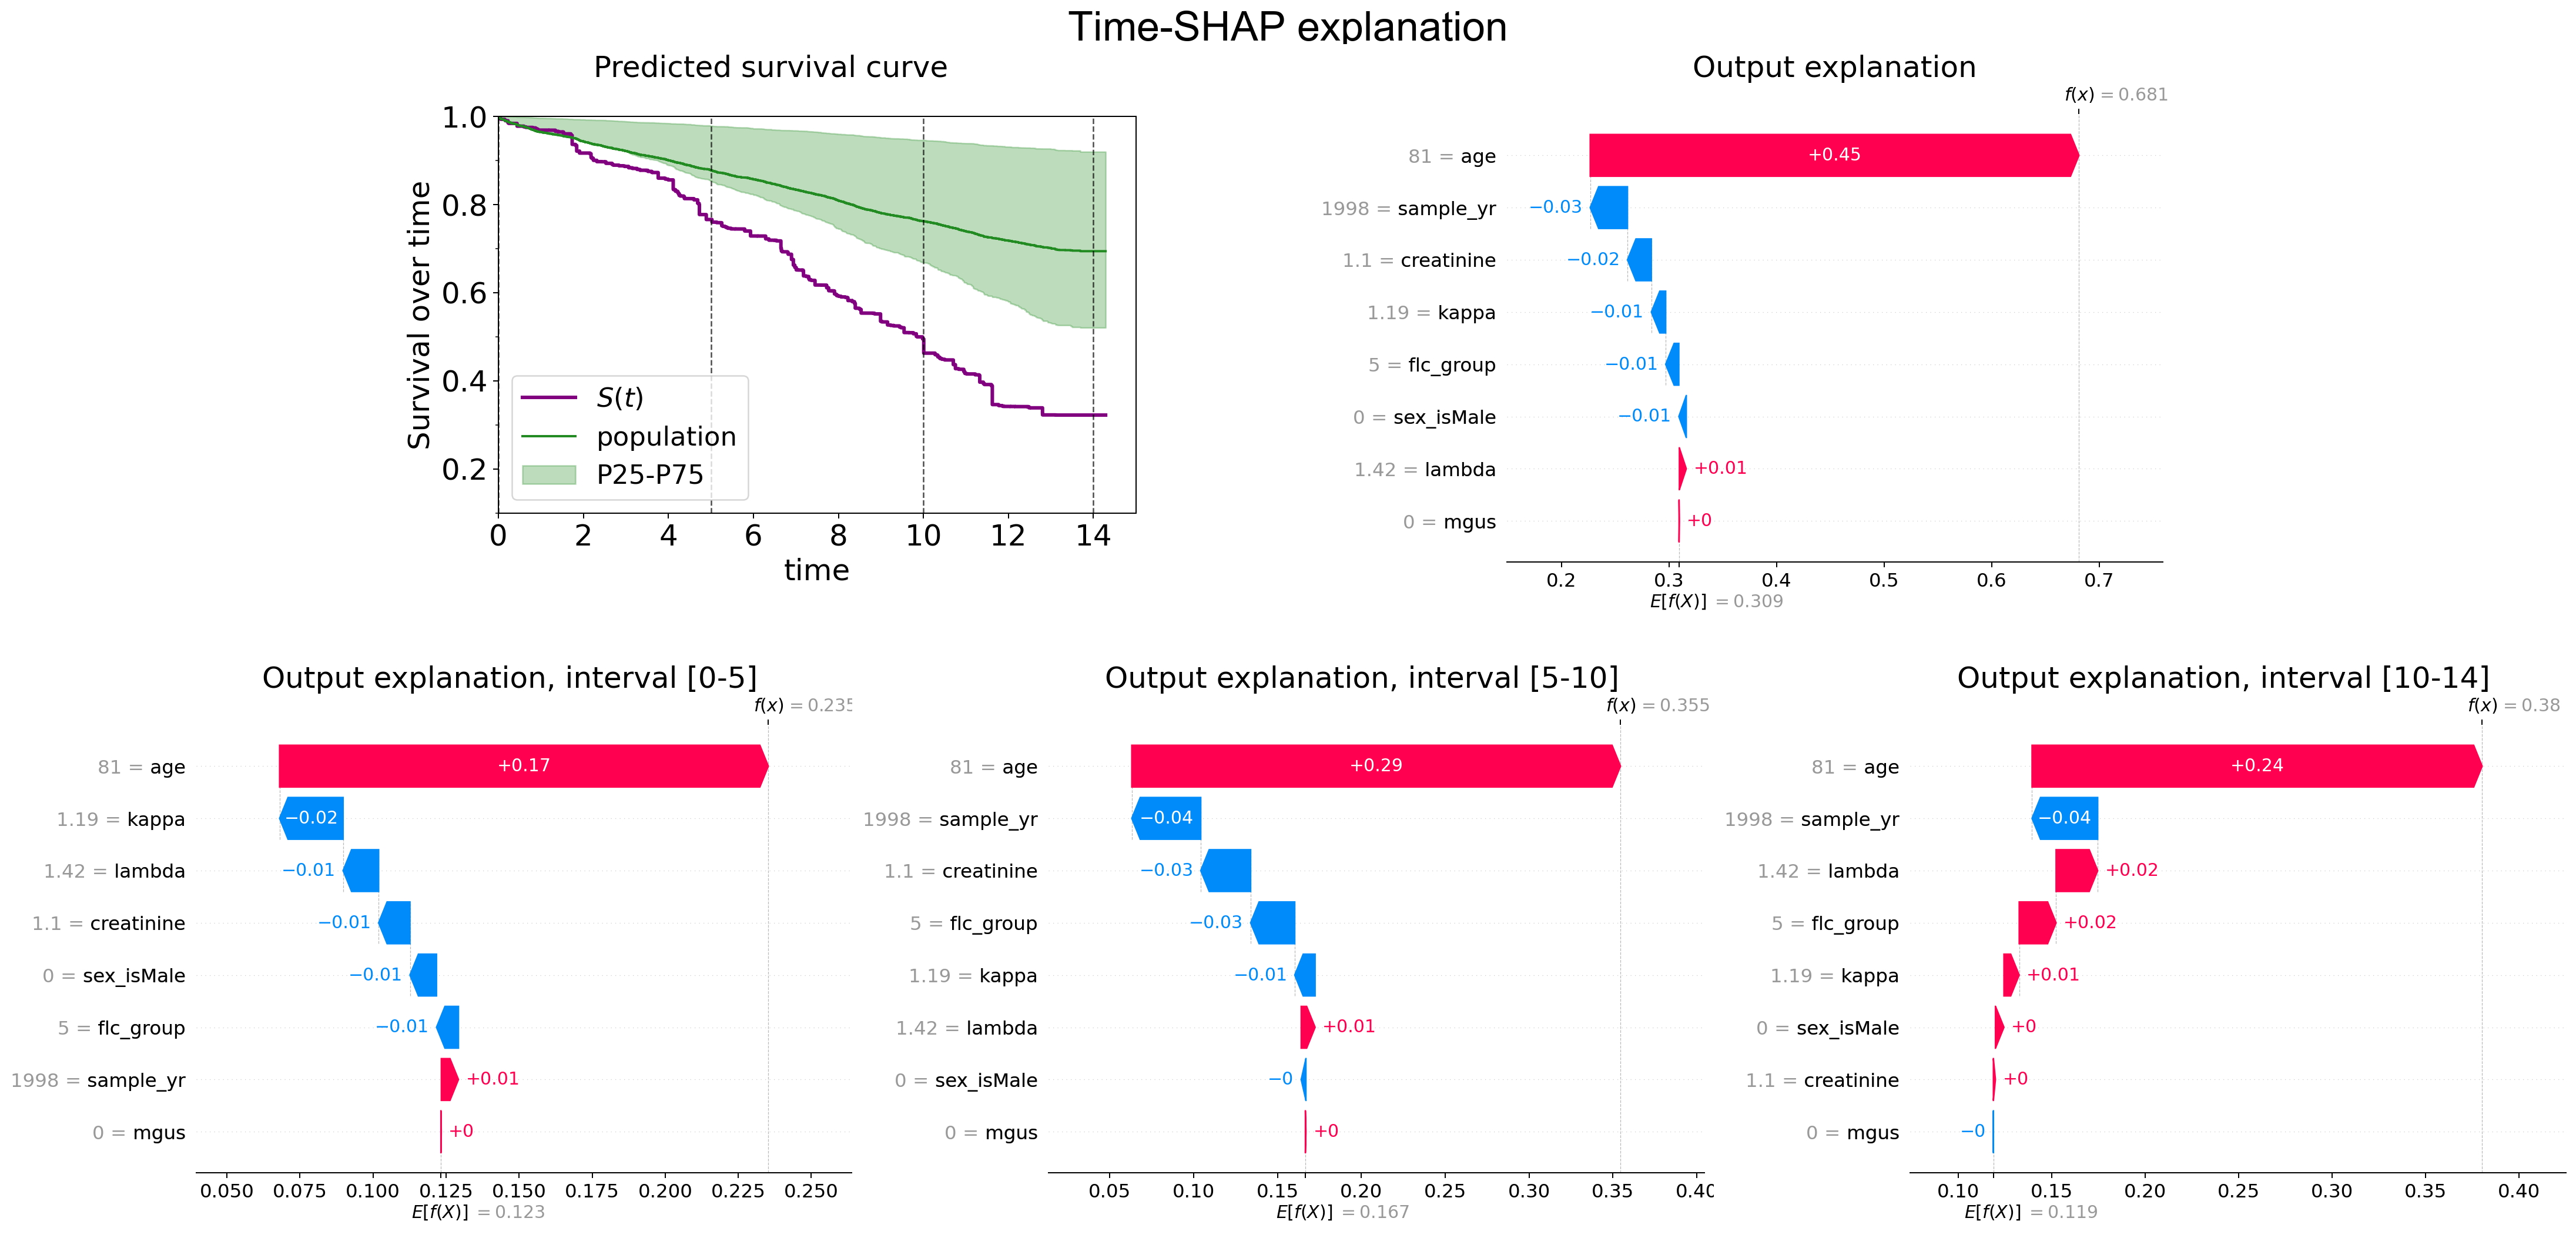 Time-SHAP explanation
Predicted survival curve
1.0
0.8
0.6
0.4
0.2
Survival over time
S(t)
population
P25-P75
0 2 4 6 8 10 12 14
time
Output explanation
f(x) = 0.681
81 = age +0.45
1998 = sample_yr −0.03
1.1 = creatinine −0.02
1.19 = kappa −0.01
5 = flc_group −0.01
0 = sex_isMale −0.01
1.42 = lambda +0.01
0 = mgus +0
0.2 0.3 0.4 0.5 0.6 0.7
E[f(X)] = 0.309
Output explanation, interval [0-5]
f(x) = 0.235
81 = age +0.17
1.19 = kappa −0.02
1.42 = lambda −0.01
1.1 = creatinine −0.01
0 = sex_isMale −0.01
5 = flc_group −0.01
1998 = sample_yr +0.01
0 = mgus +0
0.050 0.075 0.100 0.125 0.150 0.175 0.200 0.225 0.250
E[f(X)] = 0.123
Output explanation, interval [5-10]
f(x) = 0.355
81 = age +0.29
1998 = sample_yr −0.04
1.1 = creatinine −0.03
5 = flc_group −0.03
1.19 = kappa −0.01
1.42 = lambda +0.01
0 = sex_isMale −0
0 = mgus +0
0.05 0.10 0.15 0.20 0.25 0.30 0.35 0.40
E[f(X)] = 0.167
Output explanation, interval [10-14]
f(x) = 0.38
81 = age +0.24
1998 = sample_yr −0.04
1.42 = lambda +0.02
5 = flc_group +0.02
1.19 = kappa +0.01
0 = sex_isMale +0
1.1 = creatinine +0
0 = mgus −0
0.10 0.15 0.20 0.25 0.30 0.35 0.40
E[f(X)] = 0.119